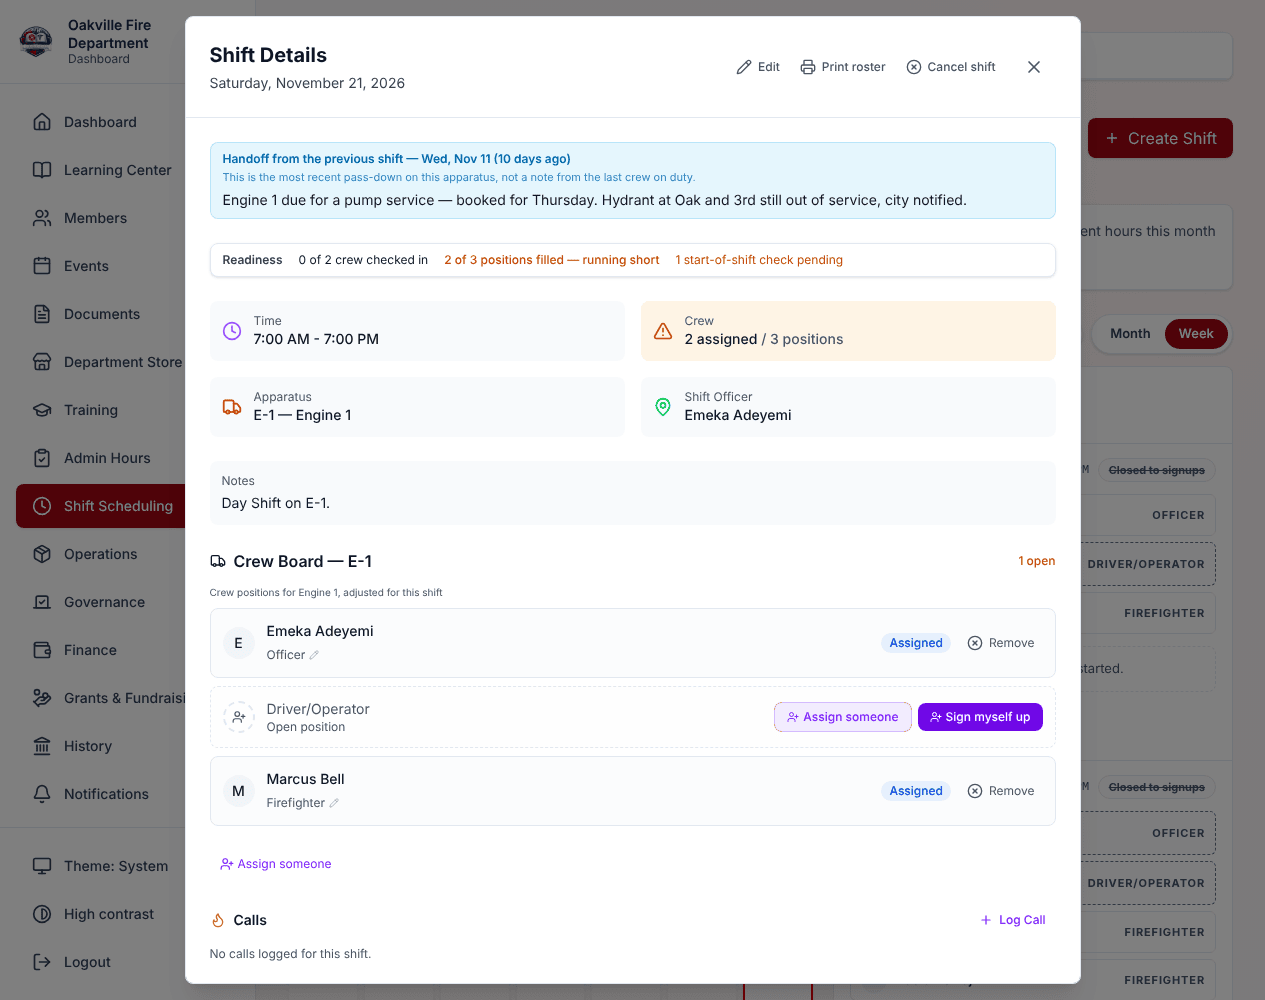 Oakville Fire
Department
Dashboard
Dashboard
Learning Center
Members
Events
Documents
Department Store
Training
Admin Hours
Shift Scheduling
Operations
Governance
Finance
Grants & Fundraisi
History
Notifications
Theme: System
High contrast
Logout
Shift Details
Saturday, November 21, 2026
Edit
Print roster
Cancel shift
Handoff from the previous shift — Wed, Nov 11 (10 days ago)
This is the most recent pass-down on this apparatus, not a note from the last crew on duty.
Engine 1 due for a pump service — booked for Thursday. Hydrant at Oak and 3rd still out of service, city notified.
Readiness 0 of 2 crew checked in 2 of 3 positions filled — running short 1 start-of-shift check pending
Time
7:00 AM - 7:00 PM
Crew
2 assigned / 3 positions
Apparatus
E-1 — Engine 1
Shift Officer
Emeka Adeyemi
Notes
Day Shift on E-1.
Crew Board — E-1
1 open
Crew positions for Engine 1, adjusted for this shift
E
Emeka Adeyemi
Officer
Assigned
Remove
Driver/Operator
Open position
Assign someone
Sign myself up
M
Marcus Bell
Firefighter
Assigned
Remove
Assign someone
Calls
Log Call
No calls logged for this shift.
+ Create Shift
ent hours this month
Month
Week
M
Closed to signups
OFFICER
DRIVER/OPERATOR
FIREFIGHTER
started.
M
Closed to signups
OFFICER
DRIVER/OPERATOR
FIREFIGHTER
FIREFIGHTER